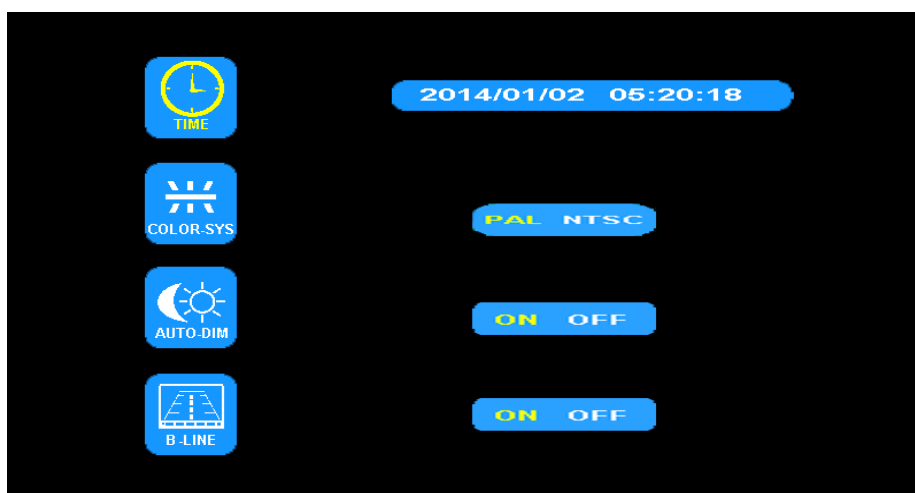 2014/01/02 05:20:18
TIME
PAL NTSC
COLOR-SYS
ON OFF
AUTO-DIM
ON OFF
B-LINE